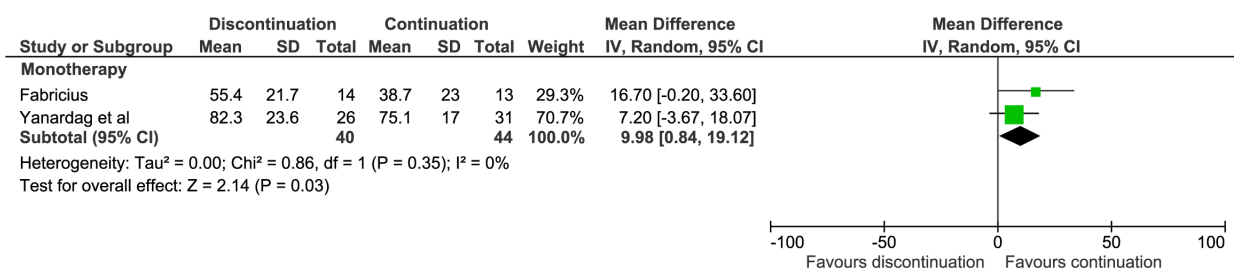 Discontinuation Continuation Mean Difference Mean Difference
Study or Subgroup Mean SD Total Mean SD Total Weight IV, Random, 95% CI IV, Random, 95% CI
Monotherapy
Fabricius 55.4 21.7 14 38.7 23 13 29.3% 16.70 [-0.20, 33.60]
Yanardag et al 82.3 23.6 26 75.1 17 31 70.7% 7.20 [-3.67, 18.07]
Subtotal (95% CI) 40 44 100.0% 9.98 [0.84, 19.12]
Heterogeneity: Tau² = 0.00; Chi² = 0.86, df = 1 (P = 0.35); I² = 0%
Test for overall effect: Z = 2.14 (P = 0.03)
-100 -50 0 50 100
Favours discontinuation Favours continuation